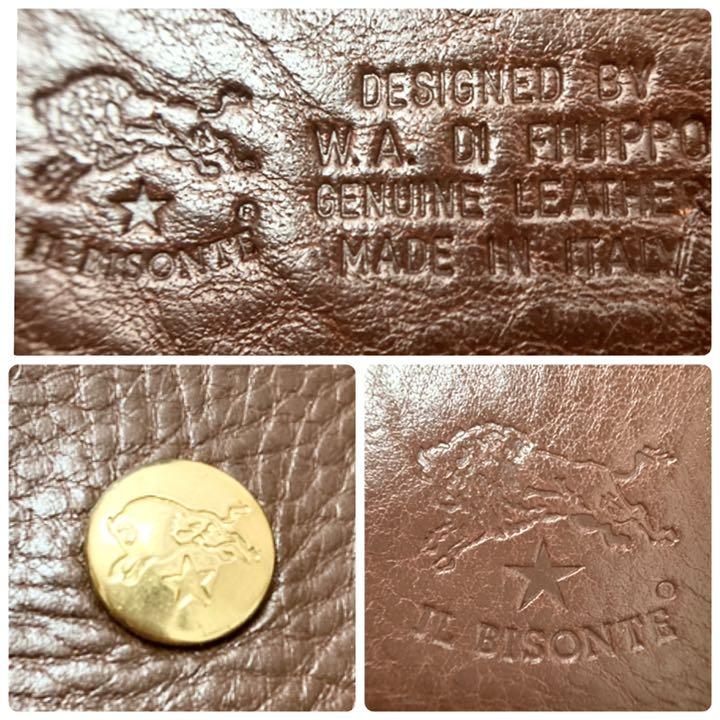 DESIGNED BY
W.A. DI FILIPPO
GENUINE LEATHER
MADE IN ITALY
®
IL BISONTE
IL BISONTE